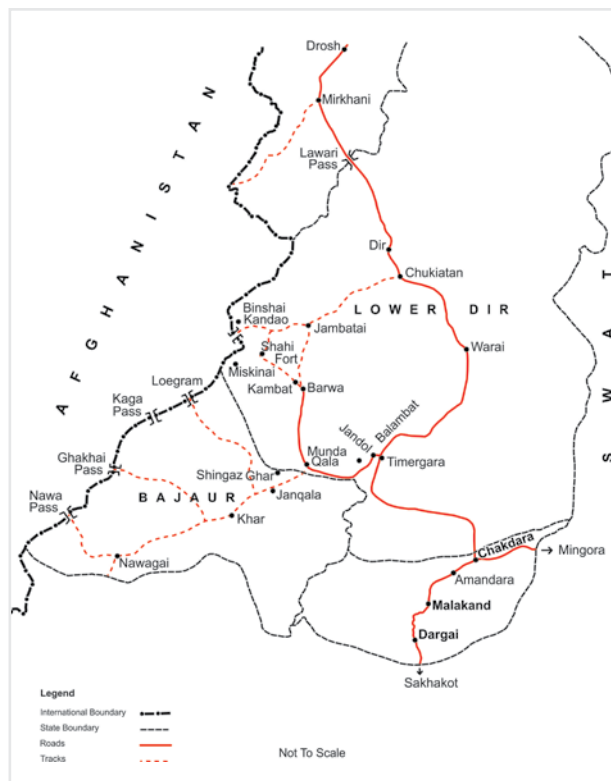 Drosh
Mirkhani
Lawari
Pass
AFGHANISTAN
Dir
Chukiatan
SWAT
Binshai
Kandao
LOWER DIR
Jambatai
Shahi
Fort
Warai
Miskinai
Loegram
Kambat
Barwa
Kaga
Pass
Jandol
Balambat
Ghakhai
Pass
Munda
Qala
Timergara
Shingaz Ghar
BAJAUR
Janqala
Nawa
Pass
Khar
Chakdara
Mingora
Nawagai
Amandara
Malakand
Dargai
Sakhakot
Legend
International Boundary
State Boundary
Roads
Tracks
Not To Scale